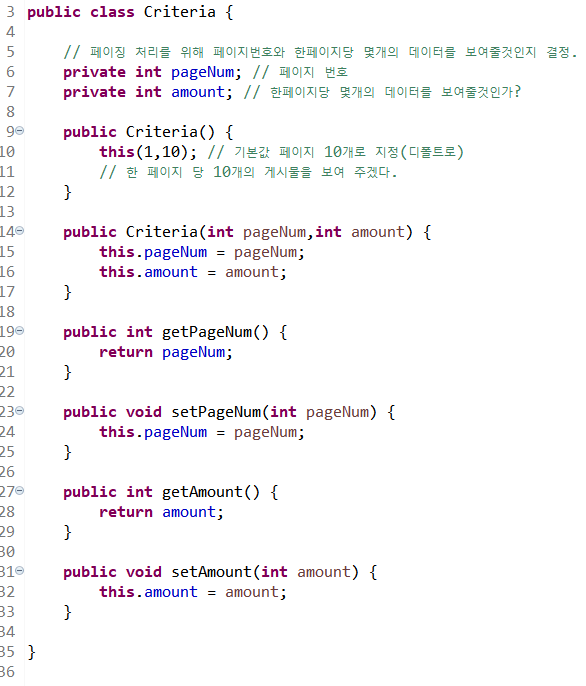 3 public class Criteria {
4
5 // 페이징 처리를 위해 페이지번호와 한페이지당 몇개의 데이터를 보여줄것인지 결정.
6 private int pageNum; // 페이지 번호
7 private int amount; // 한페이지당 몇개의 데이터를 보여줄것인가?
8
9 public Criteria() {
10 this(1,10); // 기본값 페이지 10개로 지정(디폴트로)
11 // 한 페이지 당 10개의 게시물을 보여 주겠다.
12 }
13
14 public Criteria(int pageNum,int amount) {
15 this.pageNum = pageNum;
16 this.amount = amount;
17 }
18
19 public int getPageNum() {
20 return pageNum;
21 }
22
23 public void setPageNum(int pageNum) {
24 this.pageNum = pageNum;
25 }
26
27 public int getAmount() {
28 return amount;
29 }
30
31 public void setAmount(int amount) {
32 this.amount = amount;
33 }
34
35 }
36